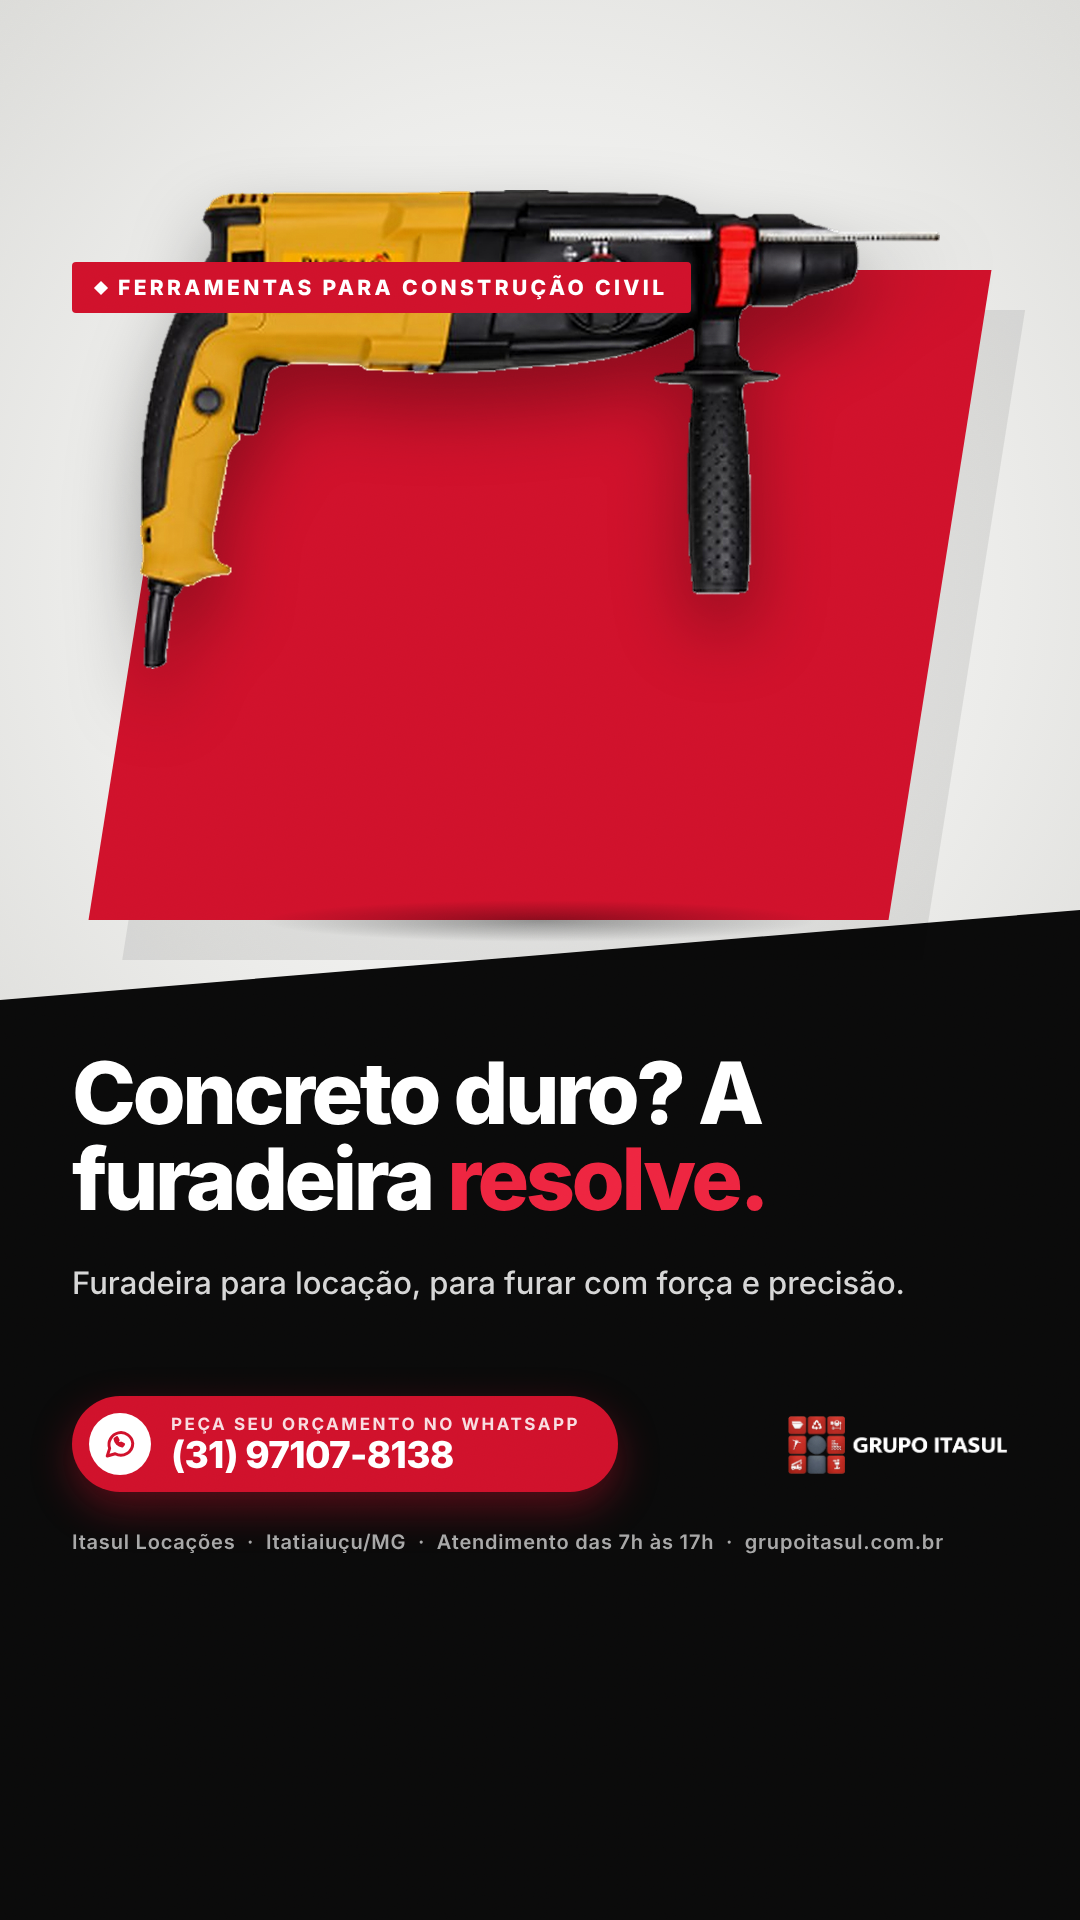 FERRAMENTAS PARA CONSTRUÇÃO CIVIL
Concreto duro? A
furadeira resolve.
Furadeira para locação, para furar com força e precisão.
PEÇA SEU ORÇAMENTO NO WHATSAPP
(31) 97107-8138
GRUPO ITASUL
Itasul Locações · Itatiaiuçu/MG · Atendimento das 7h às 17h · grupoitasul.com.br